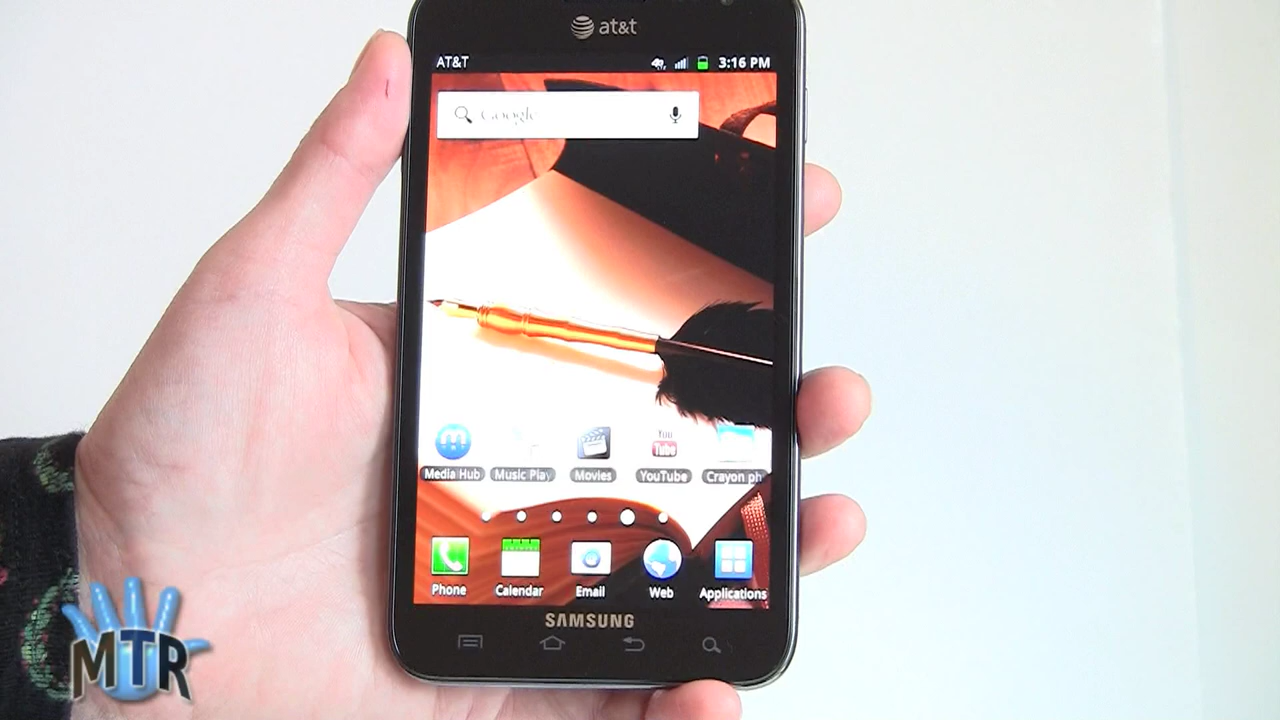 at&t
AT&T 3:16 PM
Google
Media Hub Music Play Movies YouTube Crayon ph
Phone Calendar Email Web Applications
SAMSUNG
MTR